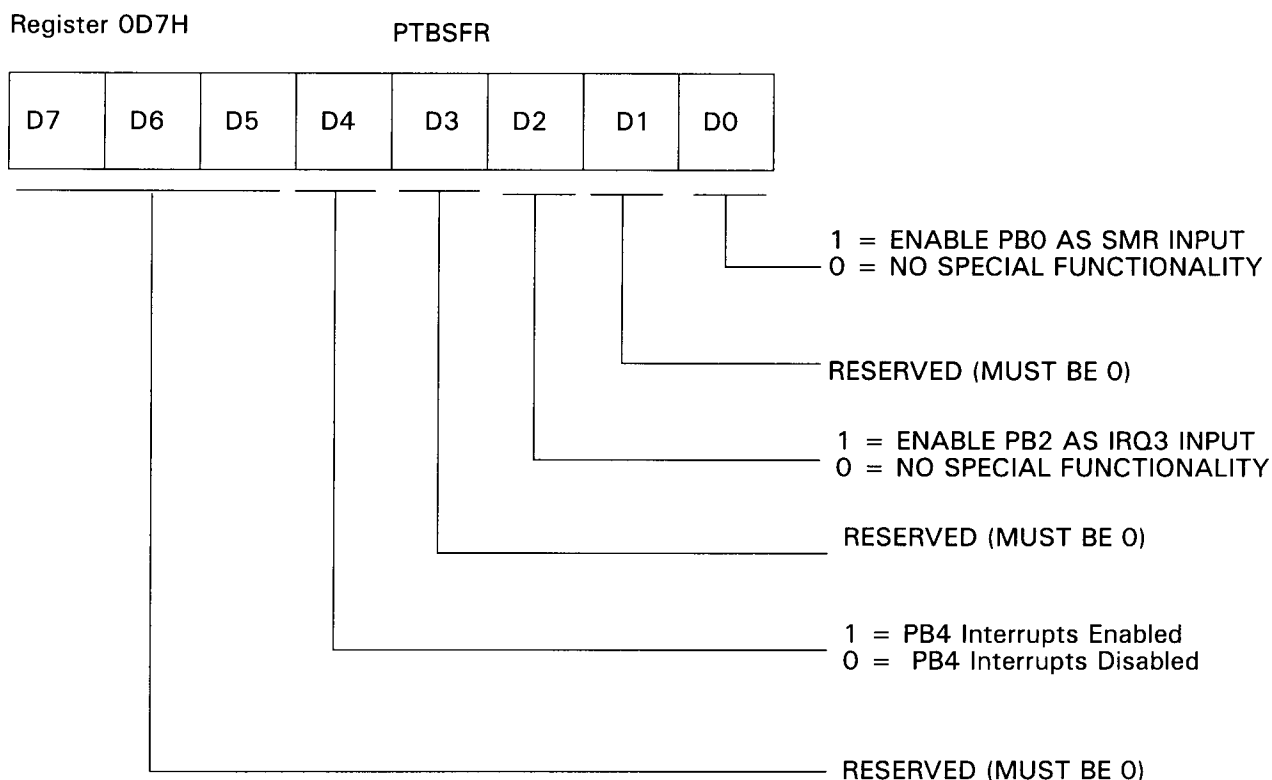 Register 0D7H
PTBSFR
D7 D6 D5 D4 D3 D2 D1 D0
1 = ENABLE PB0 AS SMR INPUT
0 = NO SPECIAL FUNCTIONALITY
RESERVED (MUST BE 0)
1 = ENABLE PB2 AS IRQ3 INPUT
0 = NO SPECIAL FUNCTIONALITY
RESERVED (MUST BE 0)
1 = PB4 Interrupts Enabled
0 = PB4 Interrupts Disabled
RESERVED (MUST BE 0)